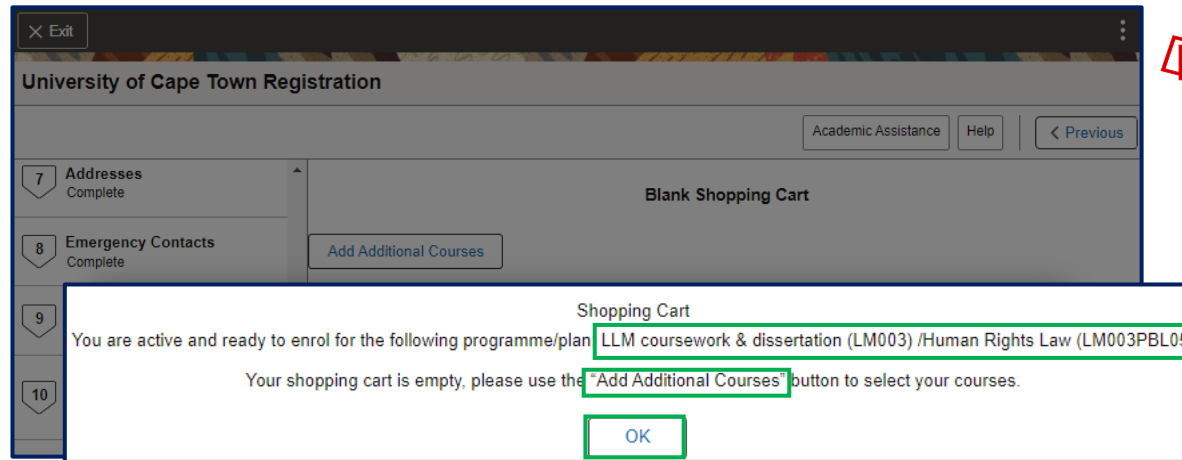 Exit
University of Cape Town Registration
Academic Assistance Help Previous
7 Addresses
Complete
Blank Shopping Cart
8 Emergency Contacts
Complete
Add Additional Courses
9
Shopping Cart
You are active and ready to enrol for the following programme/plan LLM coursework & dissertation (LM003) /Human Rights Law (LM003PBL05
Your shopping cart is empty, please use the “Add Additional Courses” button to select your courses.
10
OK